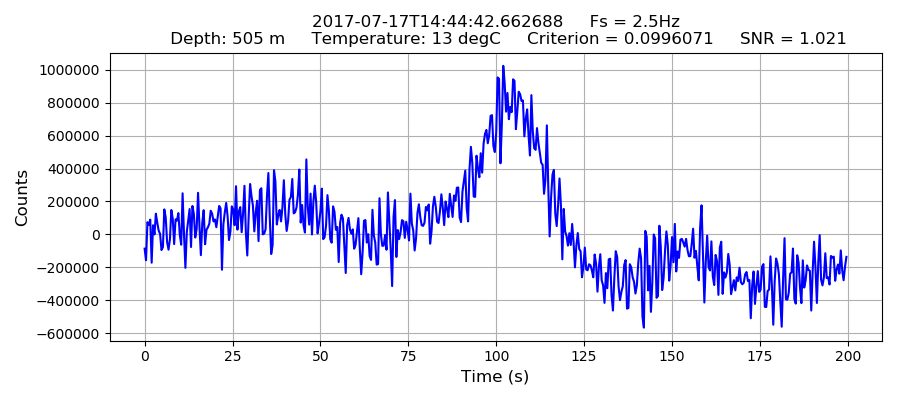 2017-07-17T14:44:42.662688 Fs = 2.5Hz
Depth: 505 m Temperature: 13 degC Criterion = 0.0996071 SNR = 1.021
1000000
800000
600000
400000
200000
0
−200000
−400000
−600000
Counts
0 25 50 75 100 125 150 175 200
Time (s)